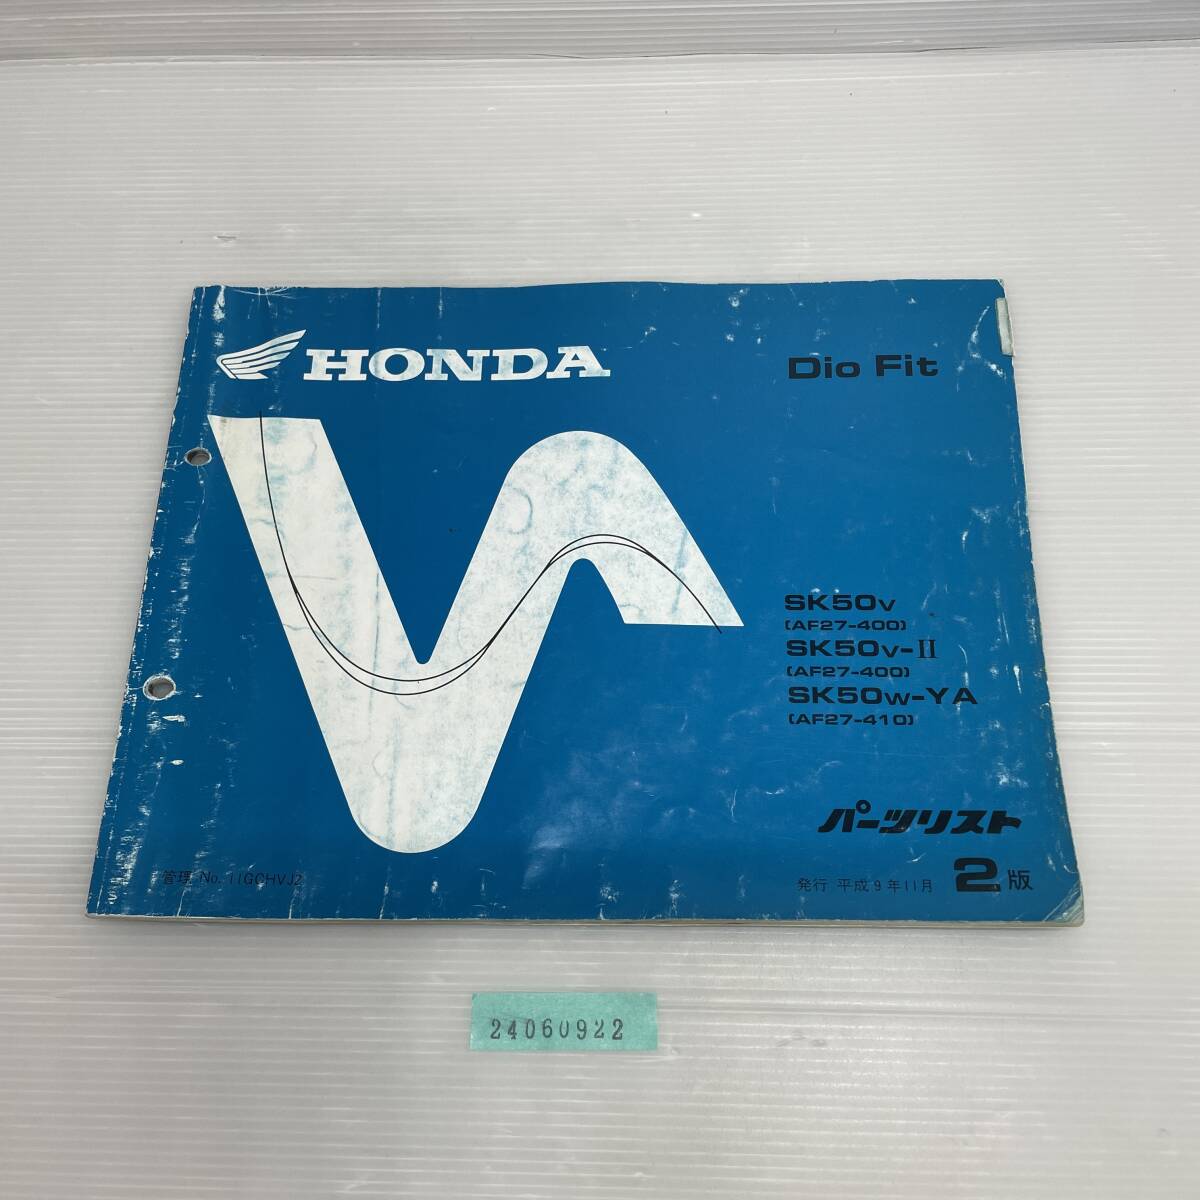 HONDA
Dio Fit
SK50V
(AF27-400)
SK50V-II
(AF27-400)
SK50W-YA
(AF27-410)
パーツリスト
管理 No. 11GCHVJ2
発行 平成9年11月 2版
24060922